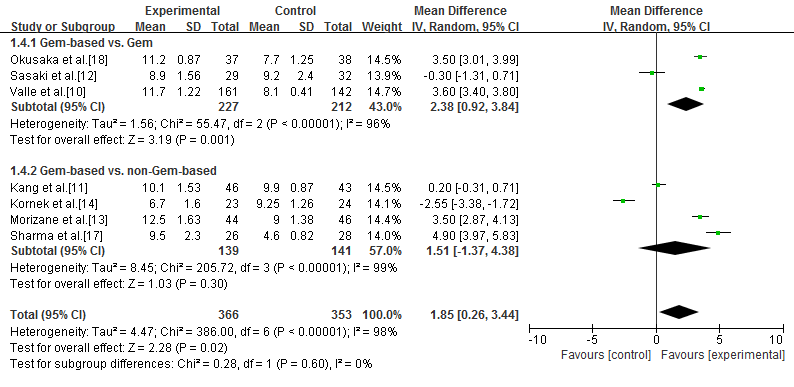 Experimental Control Mean Difference Mean Difference
Study or Subgroup Mean SD Total Mean SD Total Weight IV, Random, 95% CI IV, Random, 95% CI
1.4.1 Gem-based vs. Gem
Okusaka et al.[18] 11.2 0.87 37 7.7 1.25 38 14.5% 3.50 [3.01, 3.99]
Sasaki et al.[12] 8.9 1.56 29 9.2 2.4 32 13.9% -0.30 [-1.31, 0.71]
Valle et al.[10] 11.7 1.22 161 8.1 0.41 142 14.7% 3.60 [3.40, 3.80]
Subtotal (95% CI) 227 212 43.0% 2.38 [0.92, 3.84]
Heterogeneity: Tau² = 1.56; Chi² = 55.47, df = 2 (P < 0.00001); I² = 96%
Test for overall effect: Z = 3.19 (P = 0.001)
1.4.2 Gem-based vs. non-Gem-based
Kang et al.[11] 10.1 1.53 46 9.9 0.87 43 14.5% 0.20 [-0.31, 0.71]
Kornek et al.[14] 6.7 1.6 23 9.25 1.26 24 14.1% -2.55 [-3.38, -1.72]
Morizane et al.[13] 12.5 1.63 44 9 1.38 46 14.4% 3.50 [2.87, 4.13]
Sharma et al.[17] 9.5 2.3 26 4.6 0.82 28 14.0% 4.90 [3.97, 5.83]
Subtotal (95% CI) 139 141 57.0% 1.51 [-1.37, 4.38]
Heterogeneity: Tau² = 8.45; Chi² = 205.72, df = 3 (P < 0.00001); I² = 99%
Test for overall effect: Z = 1.03 (P = 0.30)
Total (95% CI) 366 353 100.0% 1.85 [0.26, 3.44]
Heterogeneity: Tau² = 4.47; Chi² = 386.00, df = 6 (P < 0.00001); I² = 98%
Test for overall effect: Z = 2.28 (P = 0.02)
Test for subgroup differences: Chi² = 0.28, df = 1 (P = 0.60), I² = 0%
-10 -5 0 5 10
Favours [control] Favours [experimental]